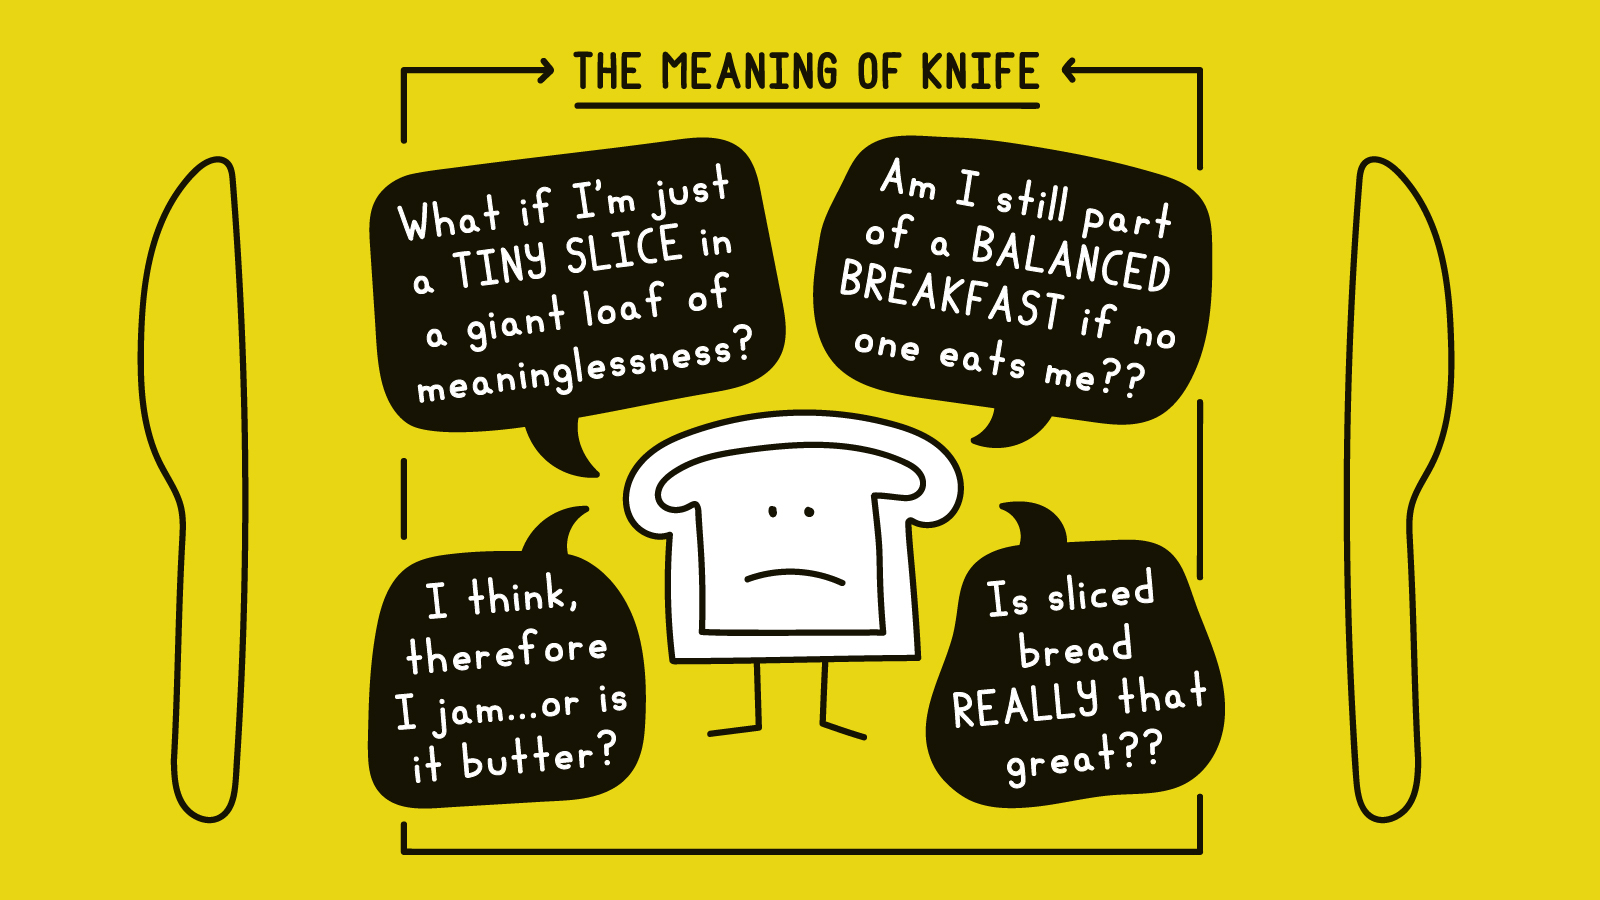 THE MEANING OF KNIFE
What if I'm just
a TINY SLICE in
a giant loaf of
meaninglessness?
Am I still part
of a BALANCED
BREAKFAST if no
one eats me??
I think,
therefore
I jam...or is
it butter?
Is sliced
bread
REALLY that
great??